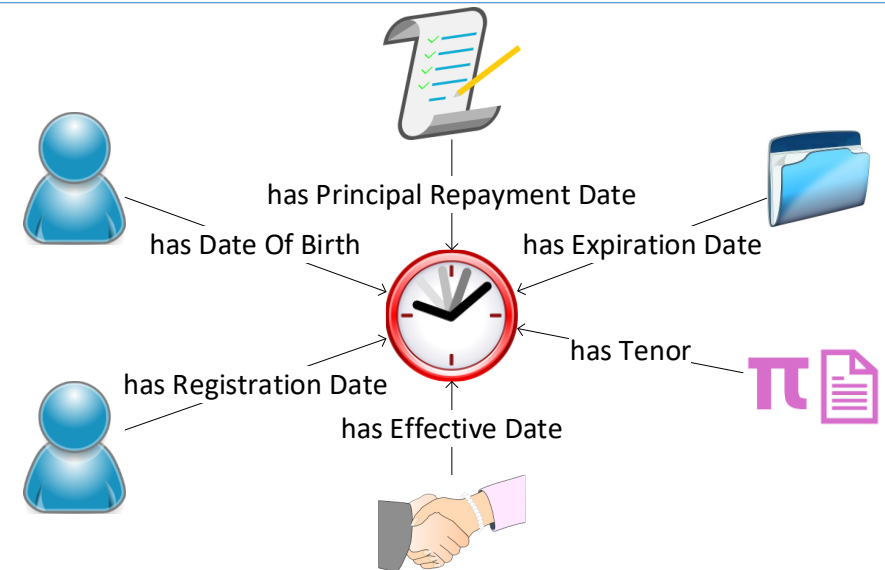 has Principal Repayment Date
has Date Of Birth
has Expiration Date
has Tenor
has Registration Date
has Effective Date
π